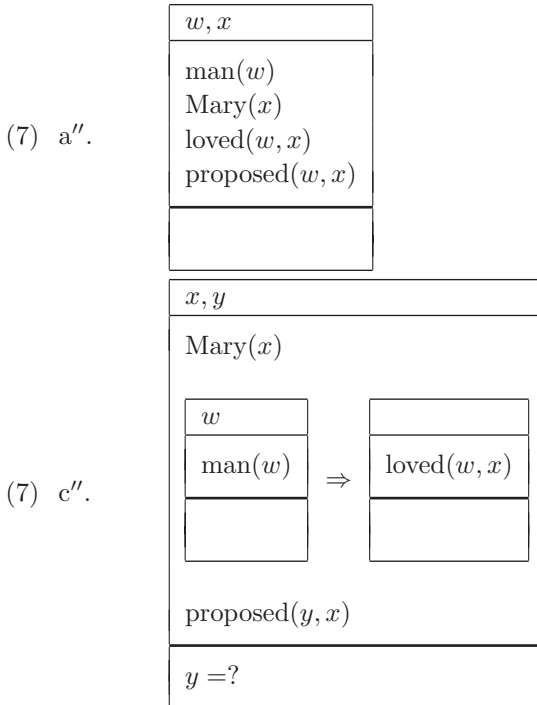 w, x
man(w)
Mary(x)
(7) a′′.
loved(w, x)
proposed(w, x)
x, y
Mary(x)
w
man(w) ⇒ loved(w, x)
(7) c′′.
proposed(y, x)
y =?